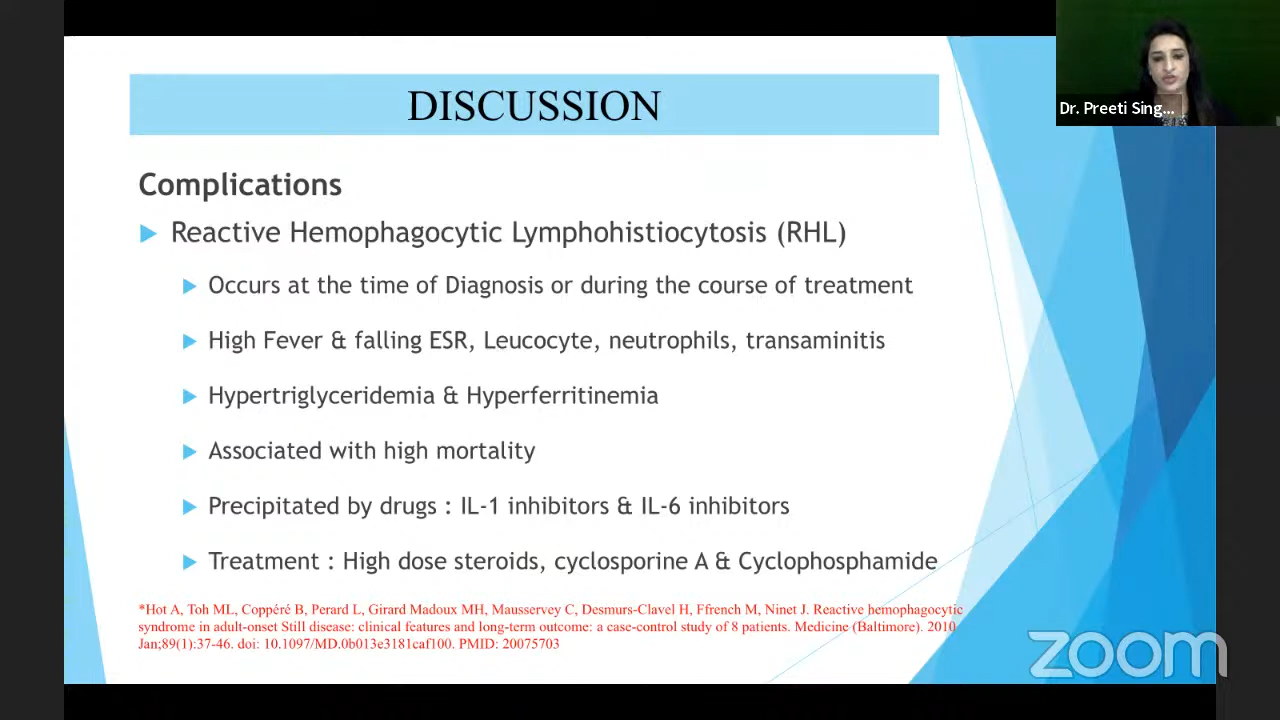 Dr. Preeti Sing...
DISCUSSION
Complications
Reactive Hemophagocytic Lymphohistiocytosis (RHL)
Occurs at the time of Diagnosis or during the course of treatment
High Fever & falling ESR, Leucocyte, neutrophils, transaminitis
Hypertriglyceridemia & Hyperferritinemia
Associated with high mortality
Precipitated by drugs : IL-1 inhibitors & IL-6 inhibitors
Treatment : High dose steroids, cyclosporine A & Cyclophosphamide
*Hot A, Toh ML, Coppéré B, Perard L, Girard Madoux MH, Mausservey C, Desmurs-Clavel H, Ffrench M, Ninet J. Reactive hemophagocytic
syndrome in adult-onset Still disease: clinical features and long-term outcome: a case-control study of 8 patients. Medicine (Baltimore). 2010
Jan;89(1):37-46. doi: 10.1097/MD.0b013e3181caf100. PMID: 20075703
zoom